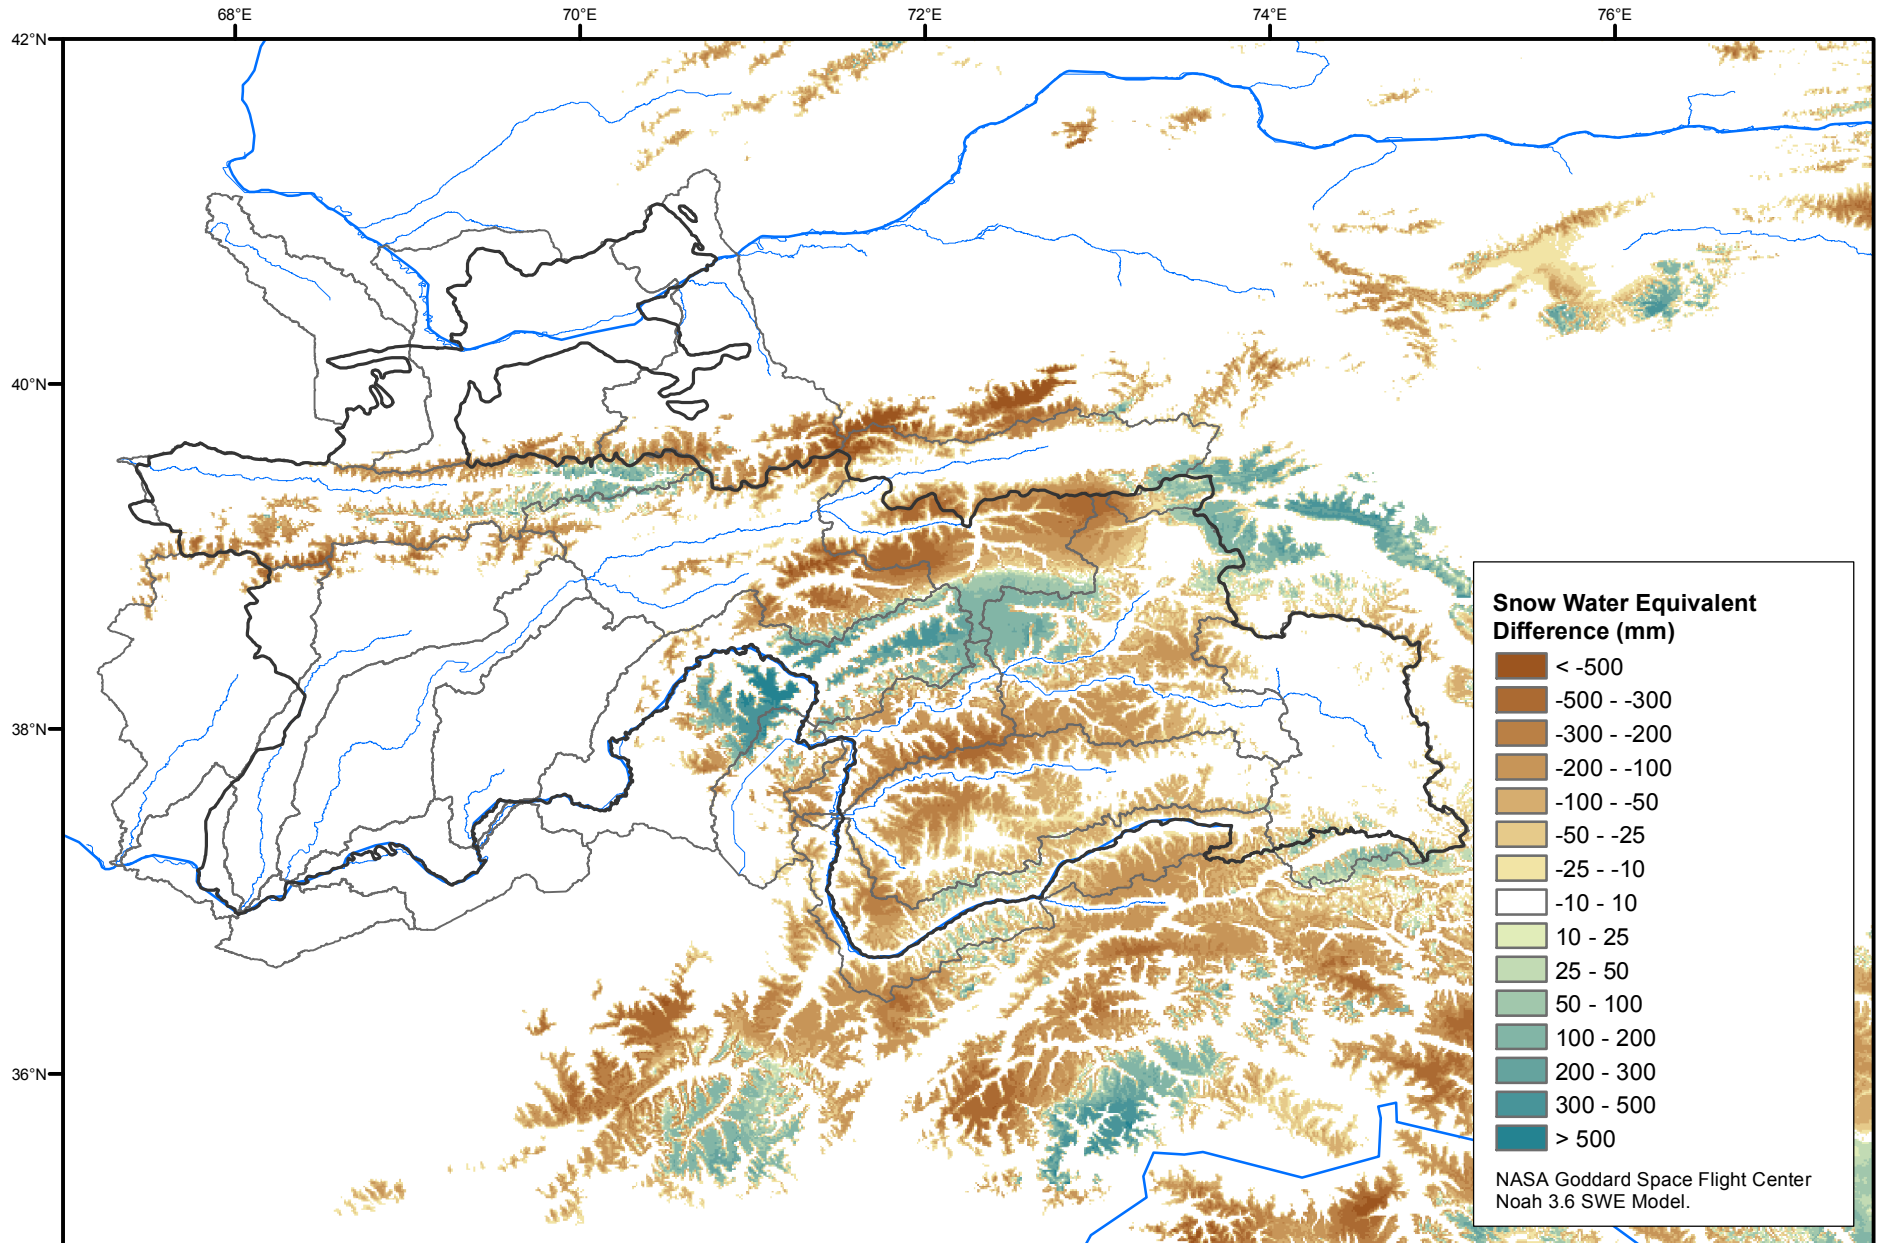 68°E 70°E 72°E 74°E 76°E
42°N
40°N
38°N
36°N
Snow Water Equivalent
Difference (mm)
< -500
-500 - -300
-300 - -200
-200 - -100
-100 - -50
-50 - -25
-25 - -10
-10 - 10
10 - 25
25 - 50
50 - 100
100 - 200
200 - 300
300 - 500
> 500
NASA Goddard Space Flight Center
Noah 3.6 SWE Model.